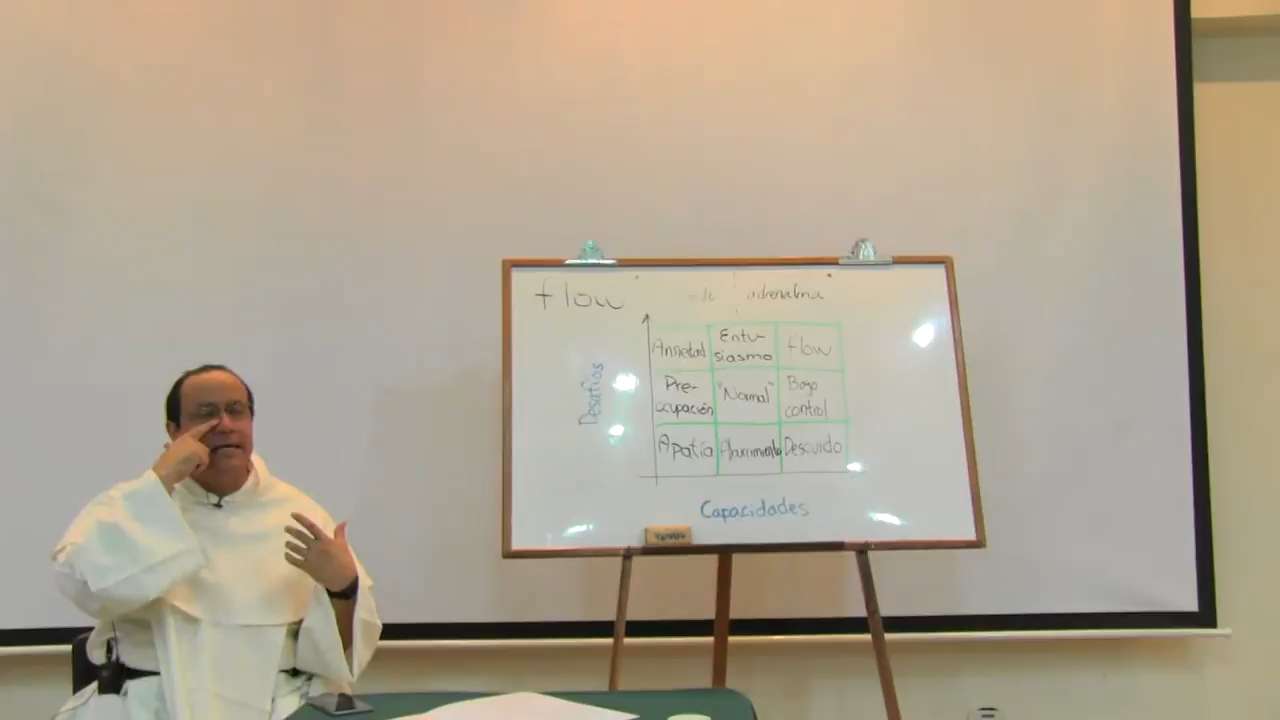 flow
adrenalina
Ansiedad
Entu-
siasmo
flow
Desafíos
Pre-
ocupación
"Normal"
Bajo
control
Apatía
Aburrimiento
Descuido
Capacidades